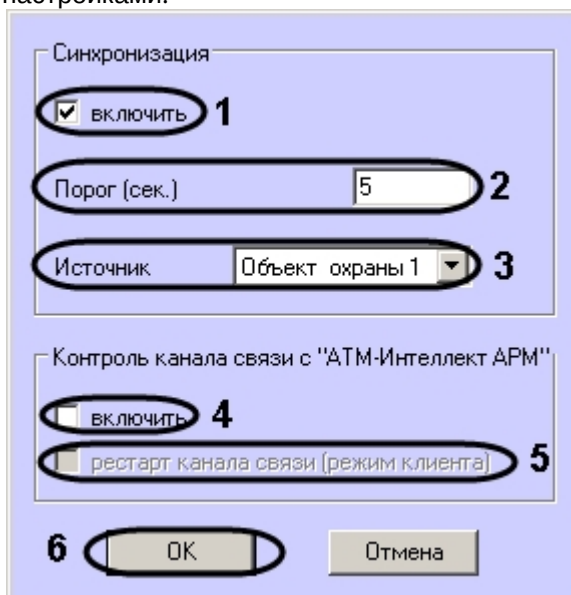 настройками.
Синхронизация
включить 1
Порог (сек.) 5 2
Источник Объект охраны 1 3
Контроль канала связи с "АТМ-Интеллект АРМ"
включить 4
рестарт канала связи (режим клиента) 5
6 OK Отмена